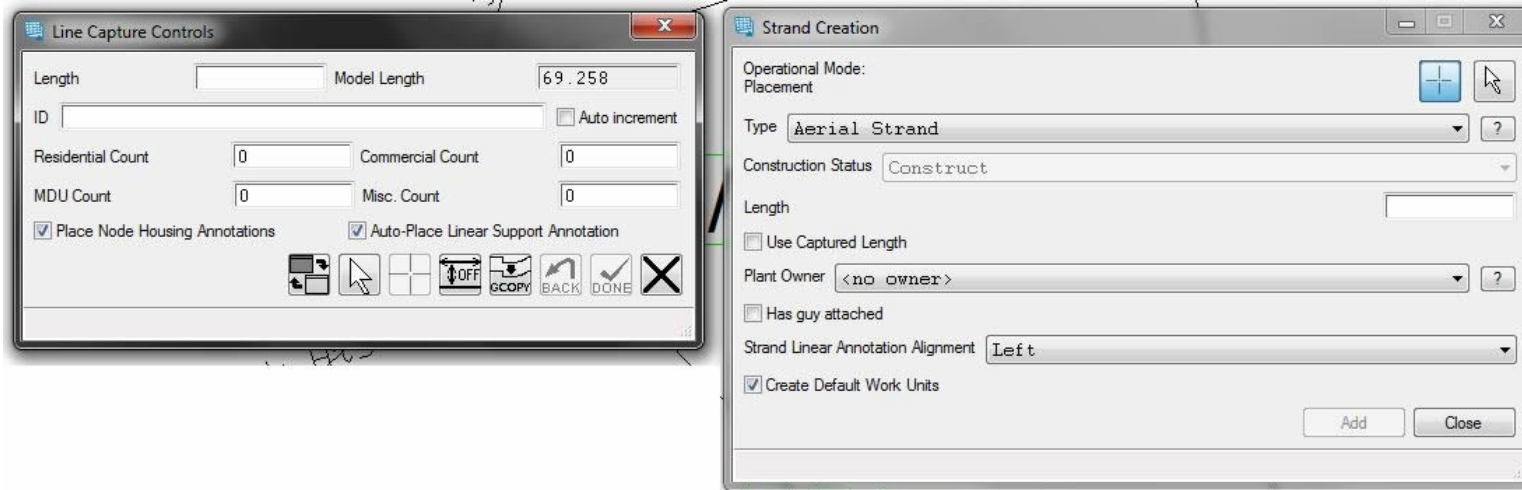 Line Capture Controls
Length
Model Length 69.258
ID
Auto increment
Residential Count 0 Commercial Count 0
MDU Count 0 Misc. Count 0
Place Node Housing Annotations Auto-Place Linear Support Annotation
OFF GCOPY BACK DONE
Strand Creation
Operational Mode:
Placement
Type Aerial Strand ?
Construction Status Construct
Length
Use Captured Length
Plant Owner <no owner> ?
Has guy attached
Strand Linear Annotation Alignment Left
Create Default Work Units
Add Close